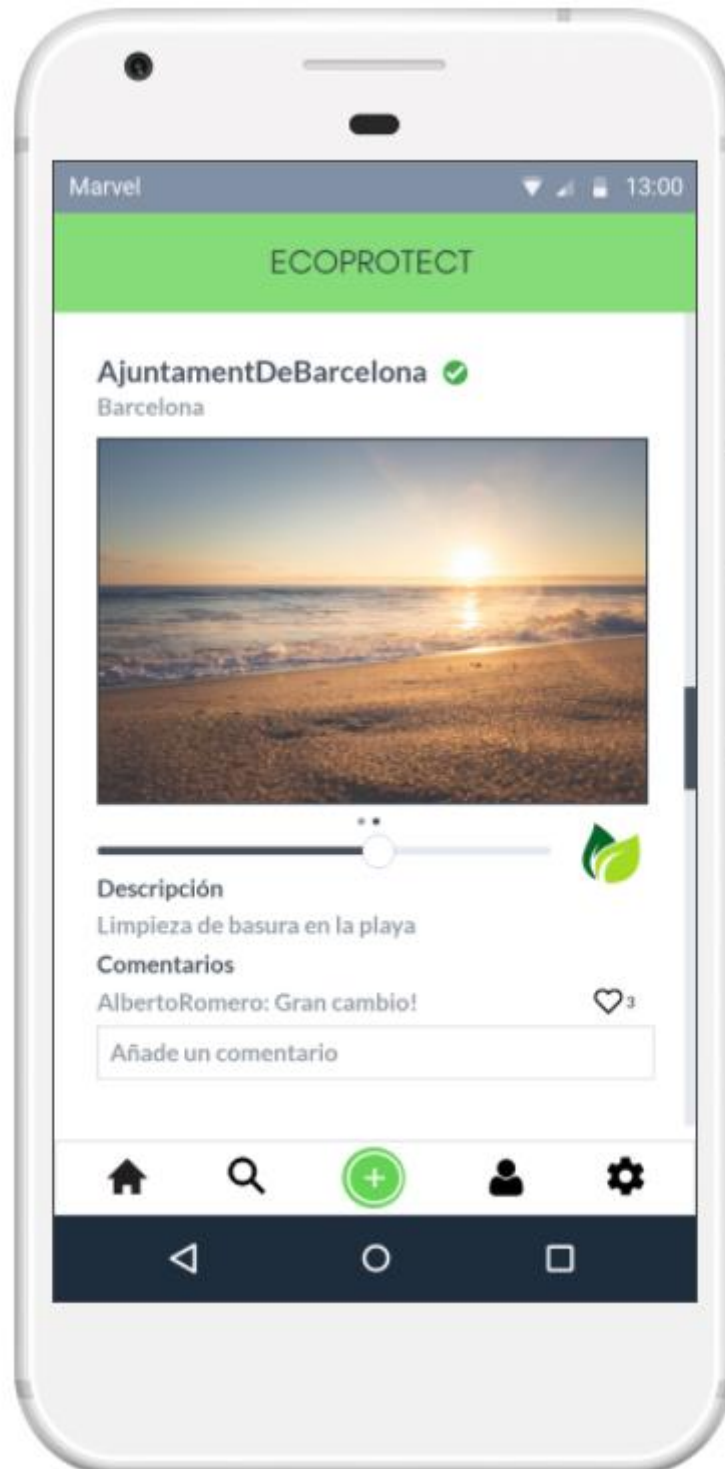 Marvel 13:00
ECOPROTECT
AjuntamentDeBarcelona
Barcelona
Descripción
Limpieza de basura en la playa
Comentarios
AlbertoRomero: Gran cambio! 3
Añade un comentario